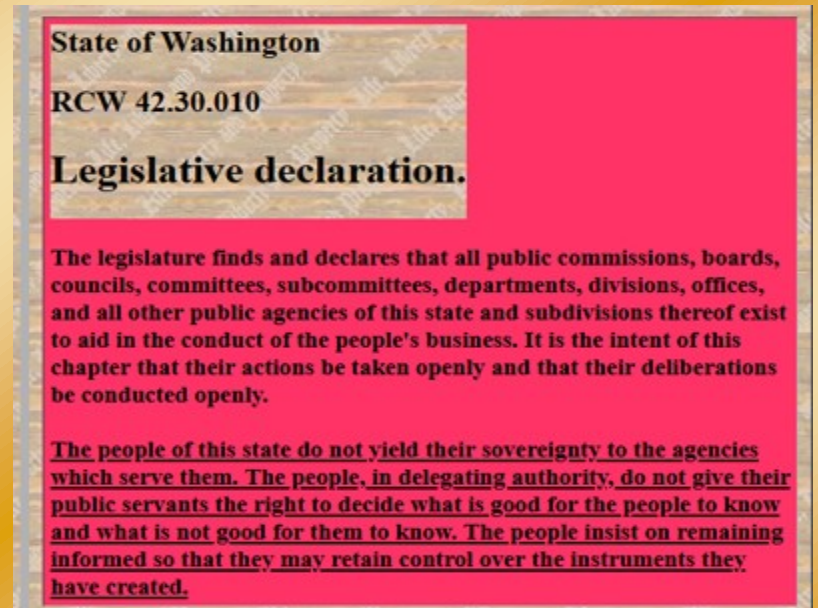 State of Washington
RCW 42.30.010
Legislative declaration.
The legislature finds and declares that all public commissions, boards,
councils, committees, subcommittees, departments, divisions, offices,
and all other public agencies of this state and subdivisions thereof exist
to aid in the conduct of the people's business. It is the intent of this
chapter that their actions be taken openly and that their deliberations
be conducted openly.
The people of this state do not yield their sovereignty to the agencies
which serve them. The people, in delegating authority, do not give their
public servants the right to decide what is good for the people to know
and what is not good for them to know. The people insist on remaining
informed so that they may retain control over the instruments they
have created.